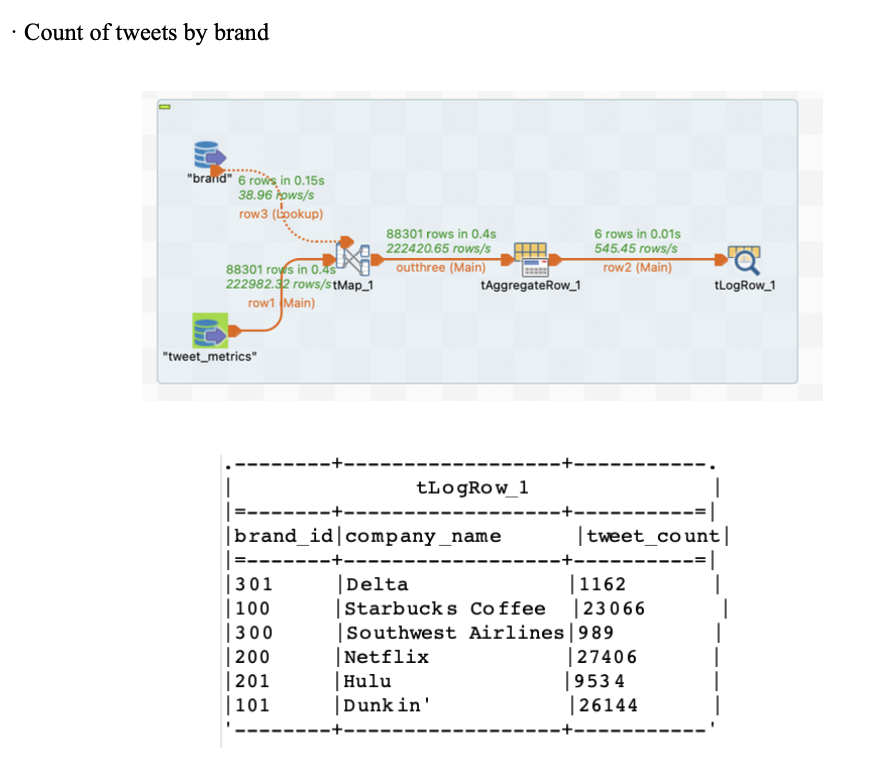 · Count of tweets by brand
"brand"
6 rows in 0.15s
38.96 rows/s
row3 (Lookup)
88301 rows in 0.4s
222420.65 rows/s
outthree (Main)
6 rows in 0.01s
545.45 rows/s
row2 (Main)
88301 rows in 0.4s
222982.32 rows/s
row1 (Main)
tMap_1
tAggregateRow_1
tLogRow_1
"tweet_metrics"
.--------+------------------+-----------.
| tLogRow_1 |
|=-------+------------------+----------=|
|brand_id|company_name |tweet_count|
|=-------+------------------+----------=|
|301 |Delta |1162 |
|100 |Starbucks Coffee |23066 |
|300 |Southwest Airlines|989 |
|200 |Netflix |27406 |
|201 |Hulu |9534 |
|101 |Dunkin' |26144 |
'--------+------------------+-----------'